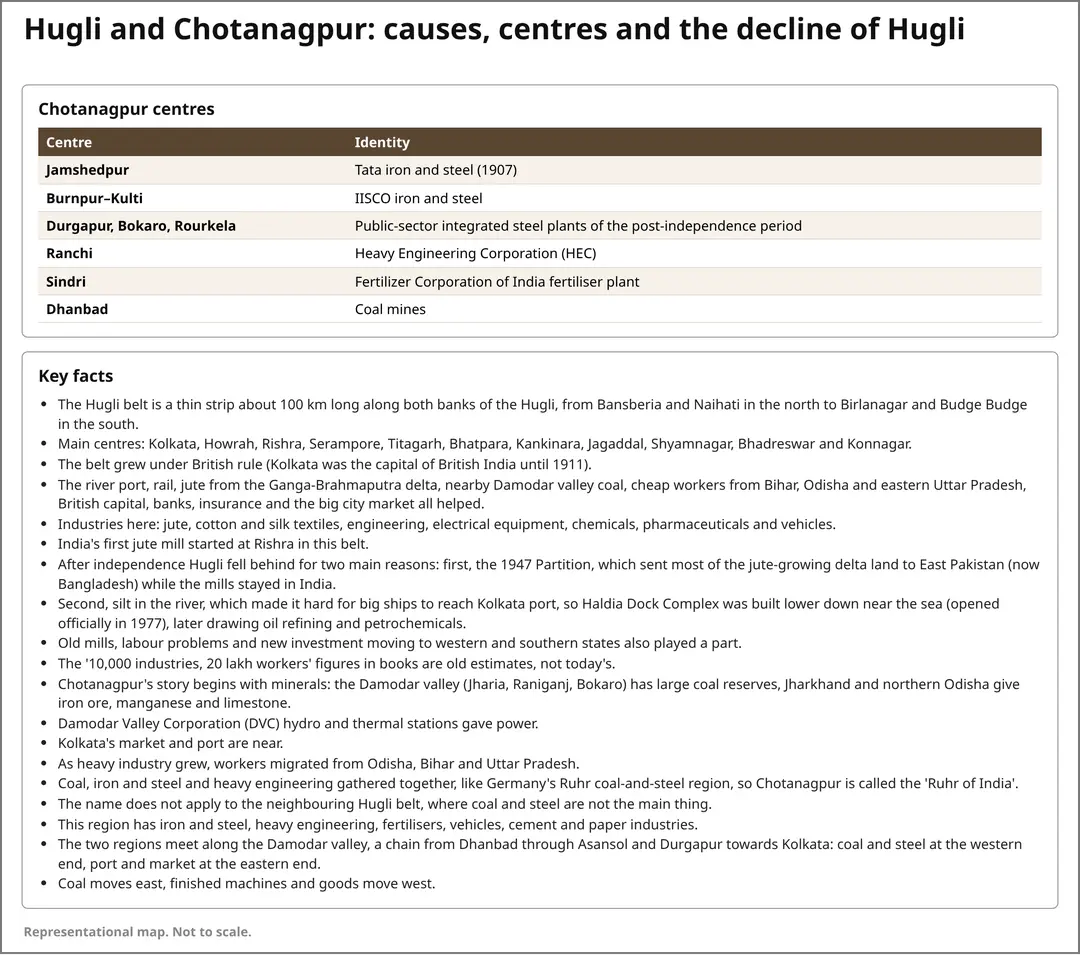 Hugli and Chotanagpur: causes, centres and the decline of Hugli
Chotanagpur centres
Centre Identity
Jamshedpur Tata iron and steel (1907)
Burnpur–Kulti IISCO iron and steel
Durgapur, Bokaro, Rourkela Public-sector integrated steel plants of the post-independence period
Ranchi Heavy Engineering Corporation (HEC)
Sindri Fertilizer Corporation of India fertiliser plant
Dhanbad Coal mines
Key facts
• The Hugli belt is a thin strip about 100 km long along both banks of the Hugli, from Bansberia and Naihati in the north to Birlanagar and Budge Budge
in the south.
• Main centres: Kolkata, Howrah, Rishra, Serampore, Titagarh, Bhatpara, Kankinara, Jagaddal, Shyamnagar, Bhadreswar and Konnagar.
• The belt grew under British rule (Kolkata was the capital of British India until 1911).
• The river port, rail, jute from the Ganga-Brahmaputra delta, nearby Damodar valley coal, cheap workers from Bihar, Odisha and eastern Uttar Pradesh,
British capital, banks, insurance and the big city market all helped.
• Industries here: jute, cotton and silk textiles, engineering, electrical equipment, chemicals, pharmaceuticals and vehicles.
• India's first jute mill started at Rishra in this belt.
• After independence Hugli fell behind for two main reasons: first, the 1947 Partition, which sent most of the jute-growing delta land to East Pakistan (now
Bangladesh) while the mills stayed in India.
• Second, silt in the river, which made it hard for big ships to reach Kolkata port, so Haldia Dock Complex was built lower down near the sea (opened
officially in 1977), later drawing oil refining and petrochemicals.
• Old mills, labour problems and new investment moving to western and southern states also played a part.
• The '10,000 industries, 20 lakh workers' figures in books are old estimates, not today's.
• Chotanagpur's story begins with minerals: the Damodar valley (Jharia, Raniganj, Bokaro) has large coal reserves, Jharkhand and northern Odisha give
iron ore, manganese and limestone.
• Damodar Valley Corporation (DVC) hydro and thermal stations gave power.
• Kolkata's market and port are near.
• As heavy industry grew, workers migrated from Odisha, Bihar and Uttar Pradesh.
• Coal, iron and steel and heavy engineering gathered together, like Germany's Ruhr coal-and-steel region, so Chotanagpur is called the 'Ruhr of India'.
• The name does not apply to the neighbouring Hugli belt, where coal and steel are not the main thing.
• This region has iron and steel, heavy engineering, fertilisers, vehicles, cement and paper industries.
• The two regions meet along the Damodar valley, a chain from Dhanbad through Asansol and Durgapur towards Kolkata: coal and steel at the western
end, port and market at the eastern end.
• Coal moves east, finished machines and goods move west.
Representational map. Not to scale.